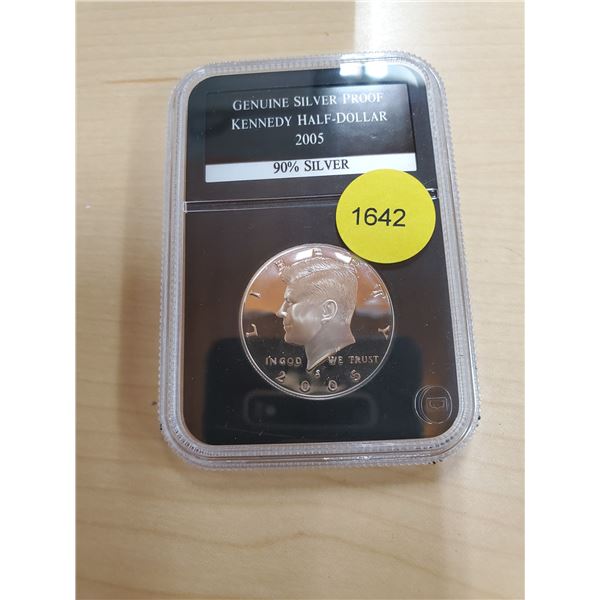 GENUINE SILVER PROOF
KENNEDY HALF-DOLLAR
2005
90% SILVER
1642
LIBERTY
IN GOD WE TRUST
S
2005